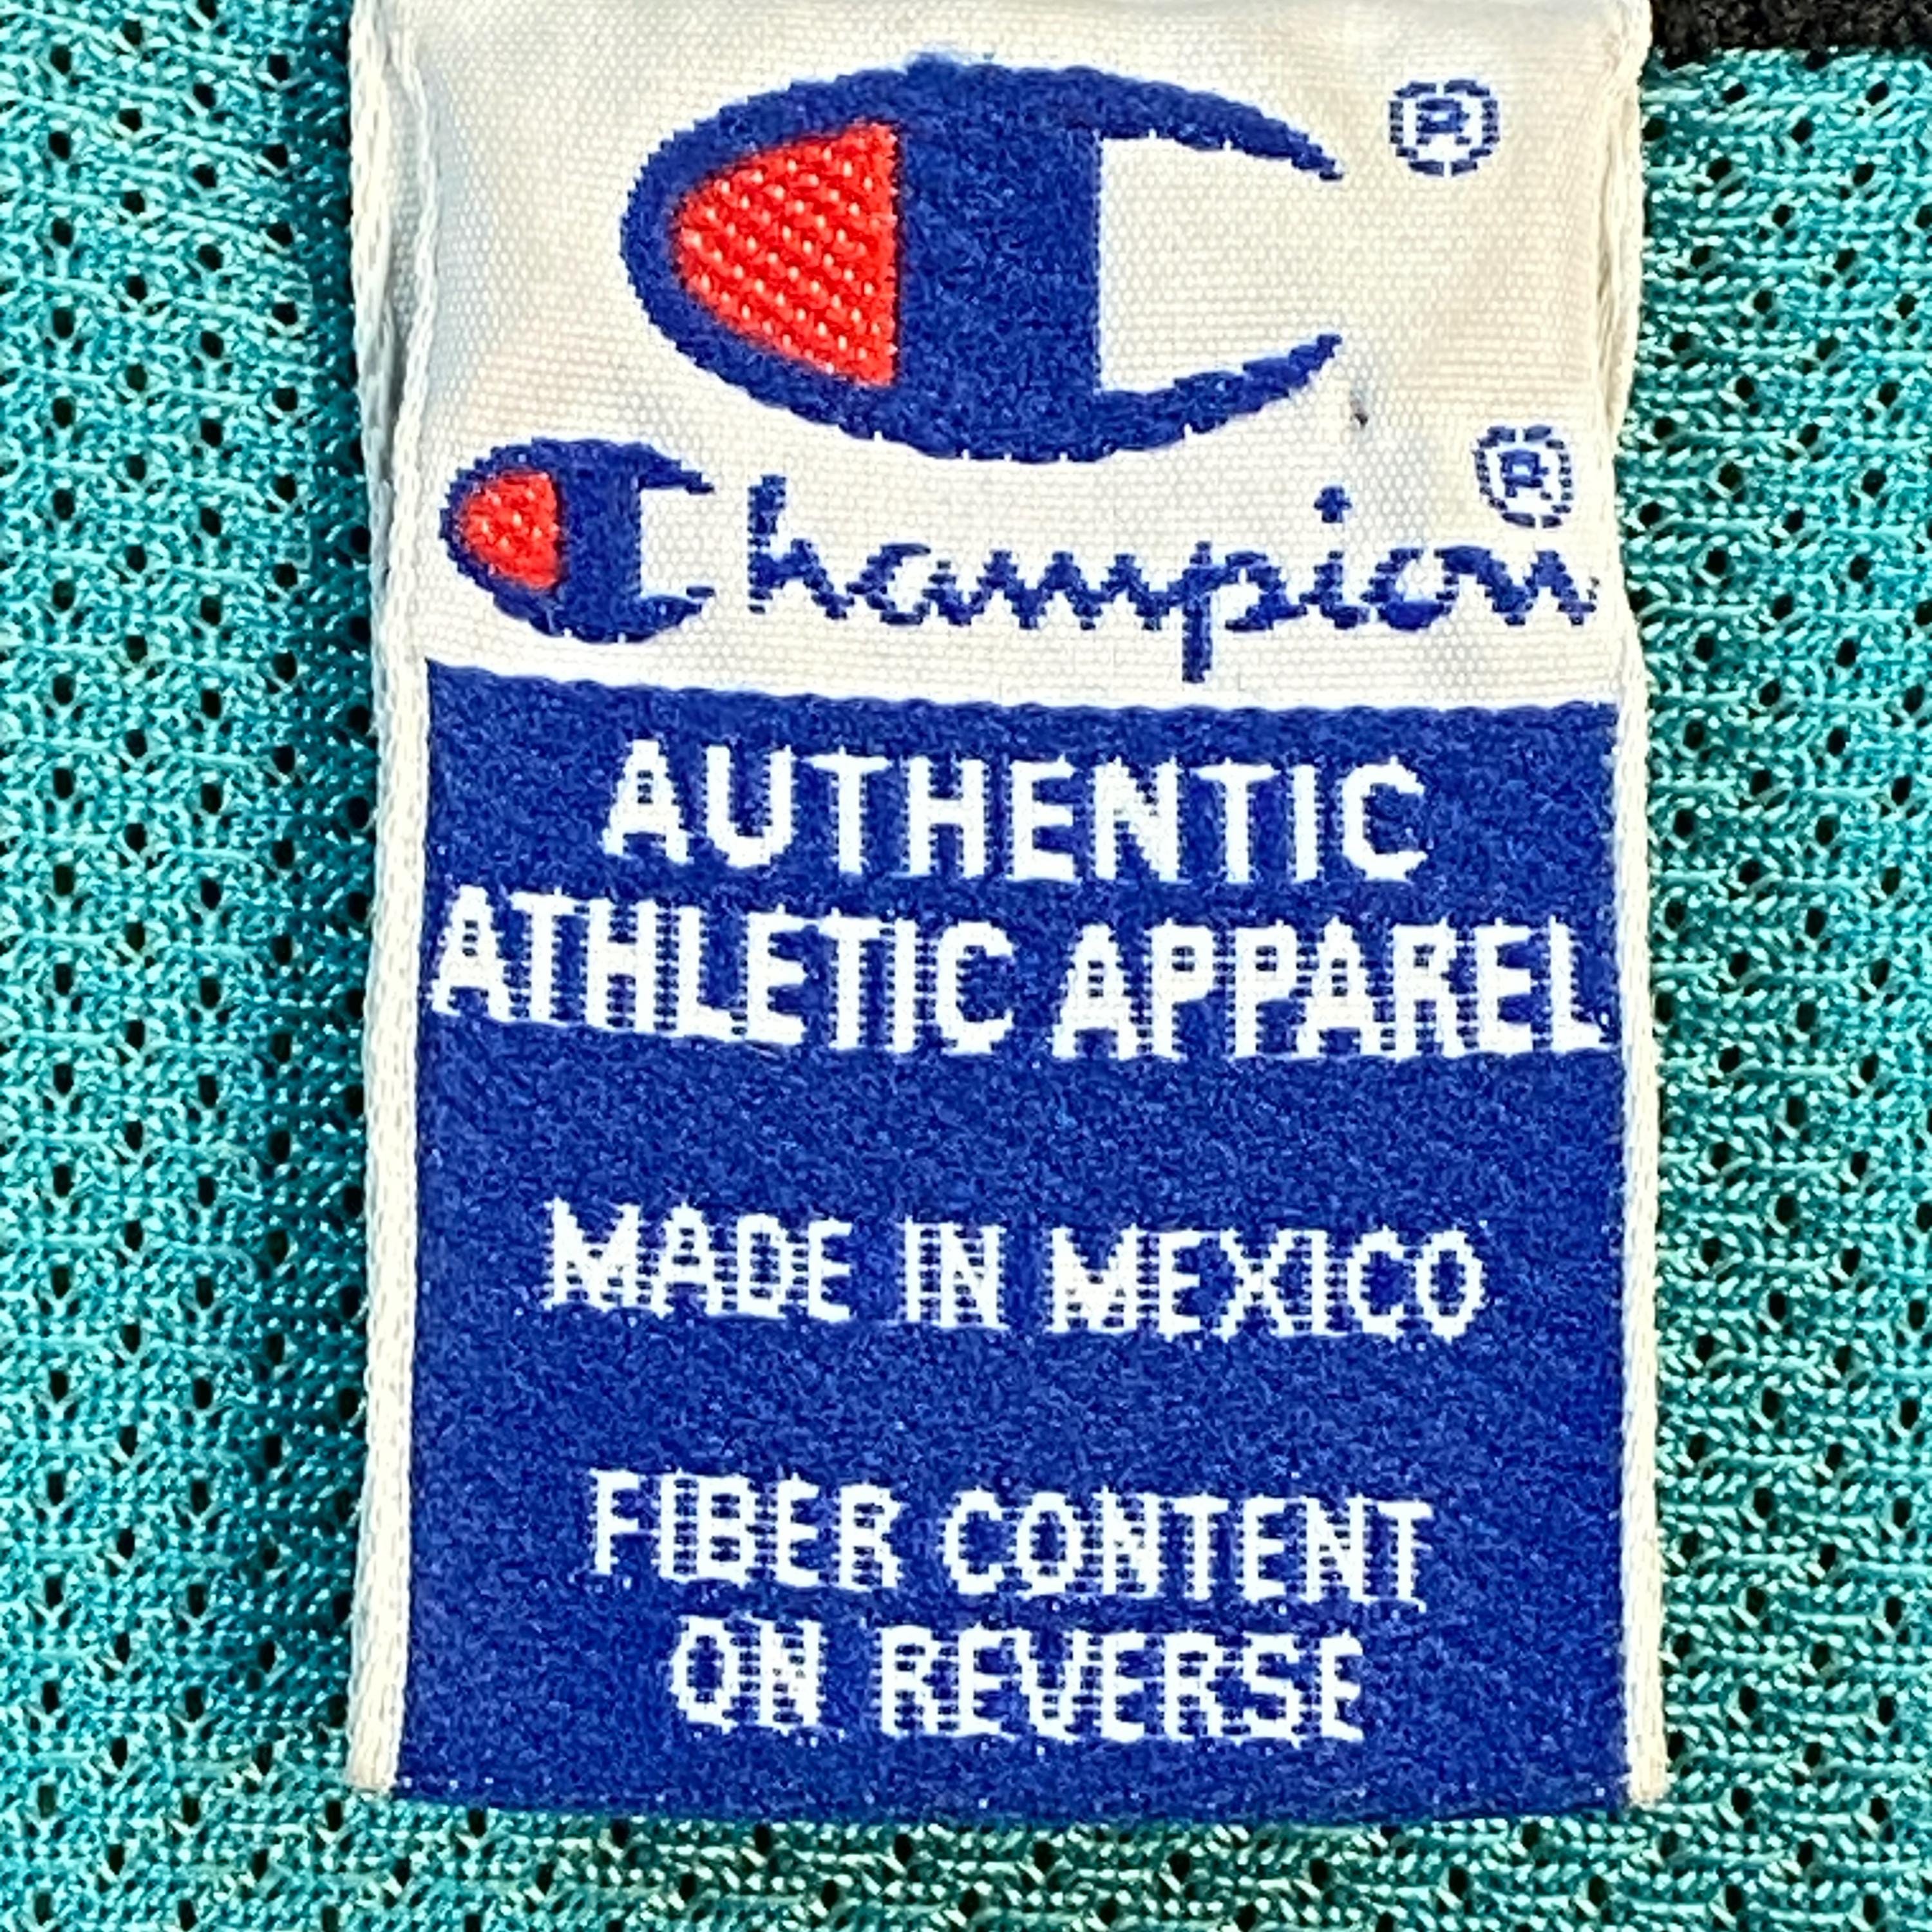 ®
Champion®
AUTHENTIC
ATHLETIC APPAREL
MADE IN MEXICO
FIBER CONTENT
ON REVERSE